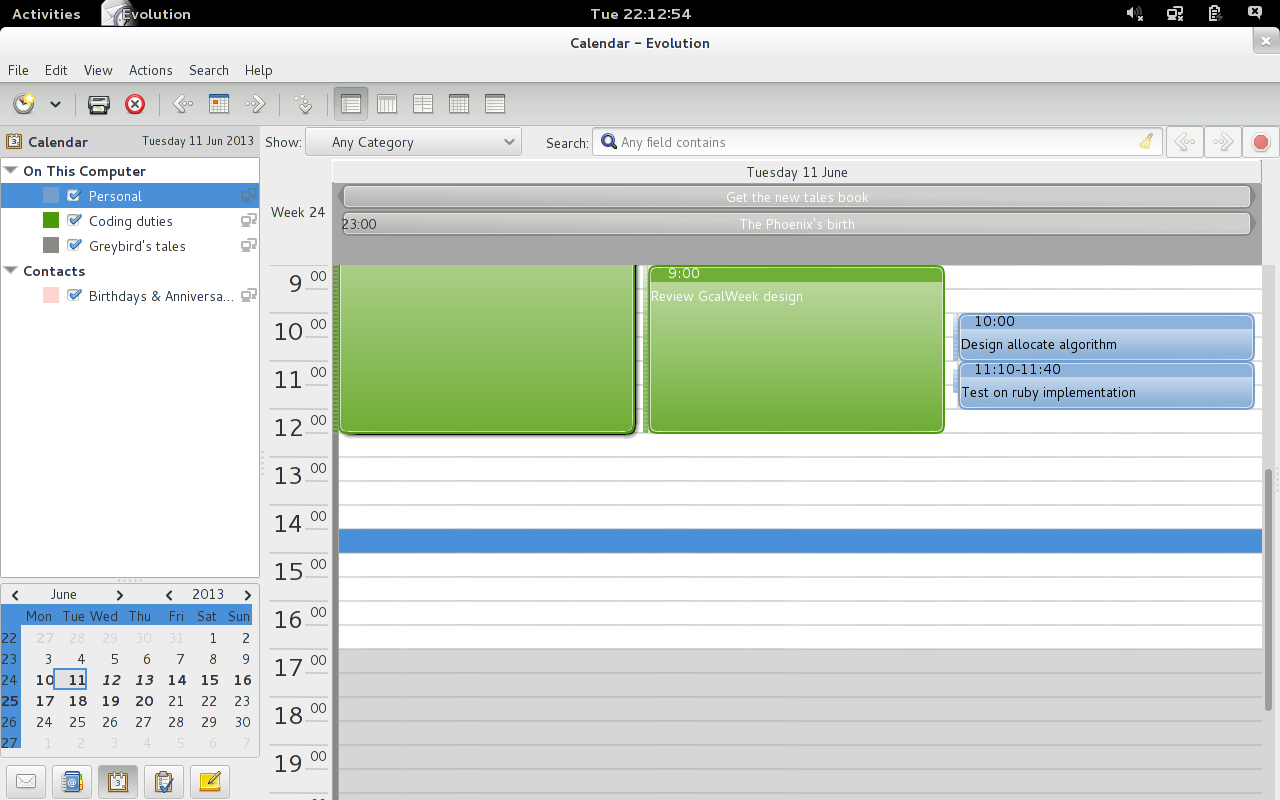 Activities Evolution Tue 22:12:54
Calendar – Evolution
File Edit View Actions Search Help
Calendar Tuesday 11 Jun 2013 Show: Any Category Search: Any field contains
On This Computer
Personal
Coding duties
Greybird's tales
Contacts
Birthdays & Anniversa...
June 2013
Mon Tue Wed Thu Fri Sat Sun
22 27 28 29 30 31 1 2
23 3 4 5 6 7 8 9
24 10 11 12 13 14 15 16
25 17 18 19 20 21 22 23
26 24 25 26 27 28 29 30
27 1 2 3 4 5 6 7
Tuesday 11 June
Week 24
Get the new tales book
23:00 The Phoenix's birth
9 00
10 00
11 00
12 00
13 00
14 00
15 00
16 00
17 00
18 00
19 00
00
9:00
Review GcalWeek design
10:00
Design allocate algorithm
11:10-11:40
Test on ruby implementation